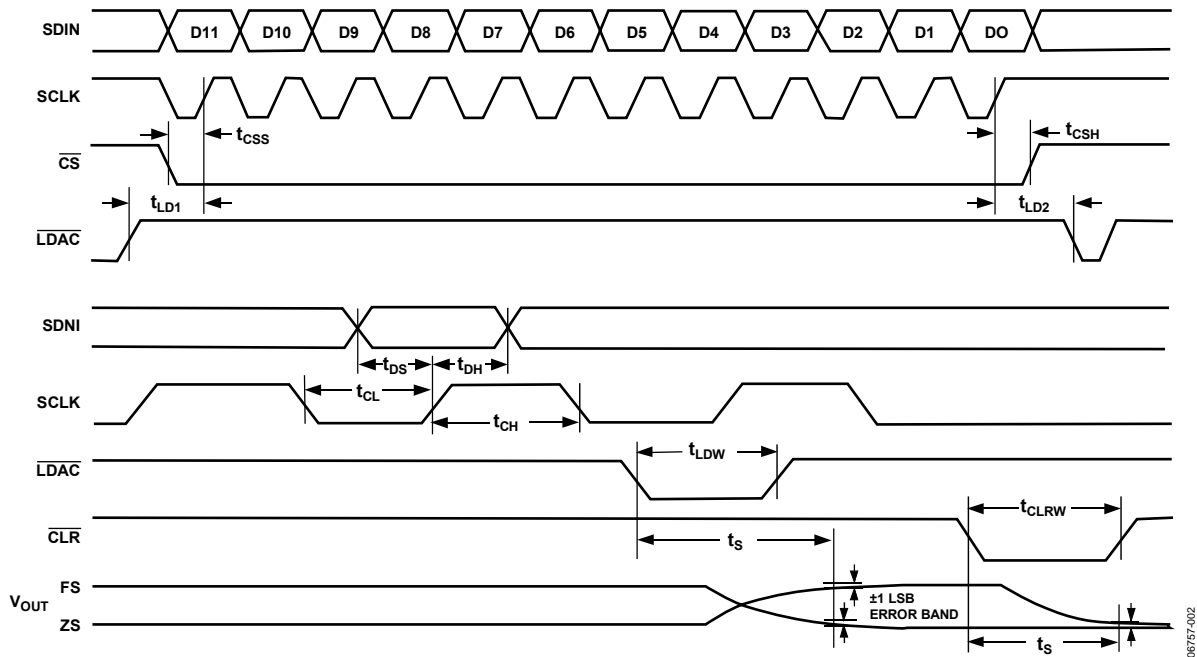 SDIN D11 D10 D9 D8 D7 D6 D5 D4 D3 D2 D1 DO
SCLK
tCSS tCSH
CS
tLD1 tLD2
LDAC
SDNI
tDS tDH
tCL
SCLK
tCH
tLDW
LDAC
tCLRW
CLR
tS
FS
±1 LSB
VOUT
ERROR BAND
ZS
tS
06757-002